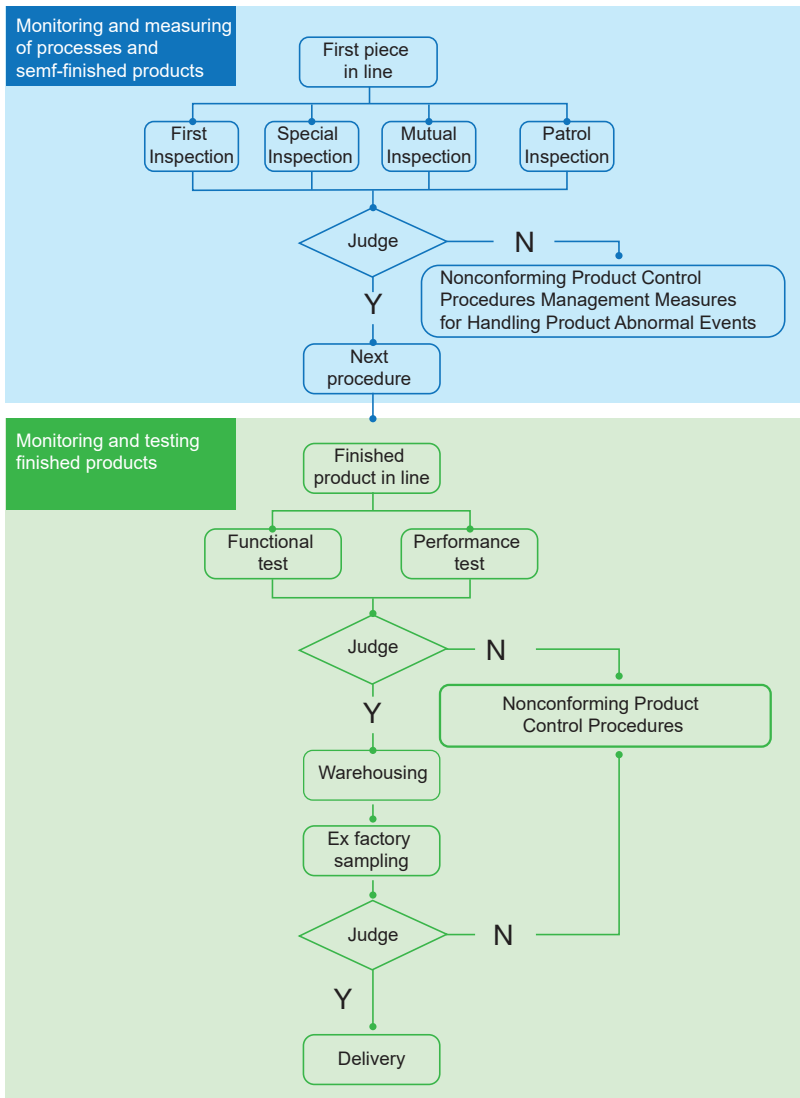 Monitoring and measuring
of processes and
semf-finished products
First piece
in line
First
Inspection
Special
Inspection
Mutual
Inspection
Patrol
Inspection
Judge
N
Nonconforming Product Control
Procedures Management Measures
for Handling Product Abnormal Events
Y
Next
procedure
Monitoring and testing
finished products
Finished
product in line
Functional
test
Performance
test
Judge
N
Nonconforming Product
Control Procedures
Y
Warehousing
Ex factory
sampling
Judge
N
Y
Delivery